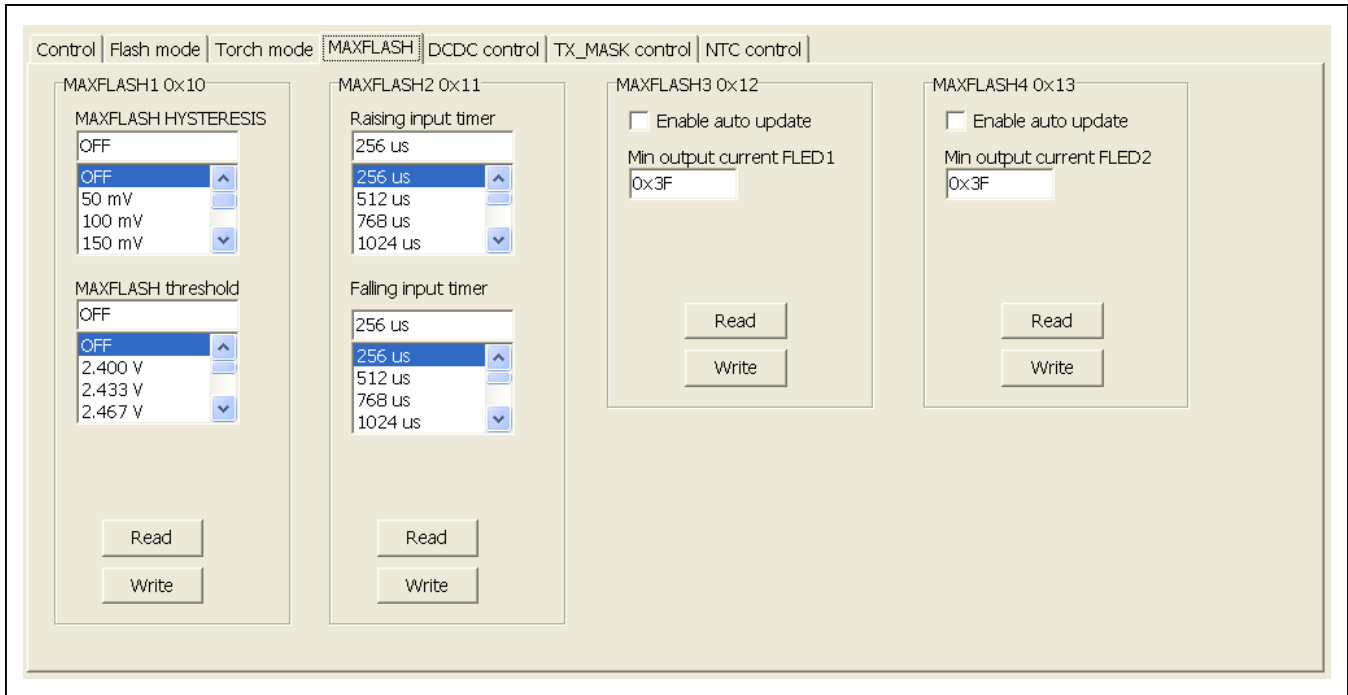 Control Flash mode Torch mode MAXFLASH DCDC control TX_MASK control NTC control
MAXFLASH1 0x10
MAXFLASH HYSTERESIS
OFF
OFF
50 mV
100 mV
150 mV
MAXFLASH threshold
OFF
OFF
2.400 V
2.433 V
2.467 V
Read
Write
MAXFLASH2 0x11
Raising input timer
256 us
256 us
512 us
768 us
1024 us
Falling input timer
256 us
256 us
512 us
768 us
1024 us
Read
Write
MAXFLASH3 0x12
Enable auto update
Min output current FLED1
0x3F
Read
Write
MAXFLASH4 0x13
Enable auto update
Min output current FLED2
0x3F
Read
Write